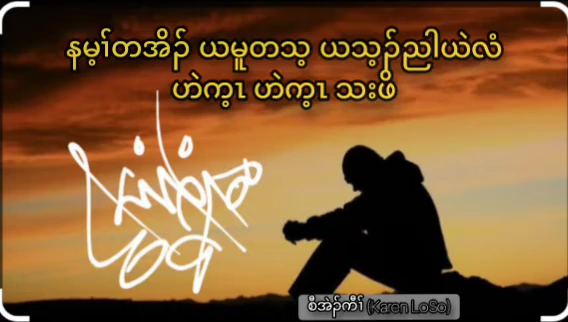 နမ့ၢ်တအိၣ် ယမူတသ့ ယသ့ၣ်ညါယဲလံ
ဟဲက့ၤ ဟဲက့ၤ သးဖိ
စီအဲၣ်ကီၢ် (Karen LoSo)